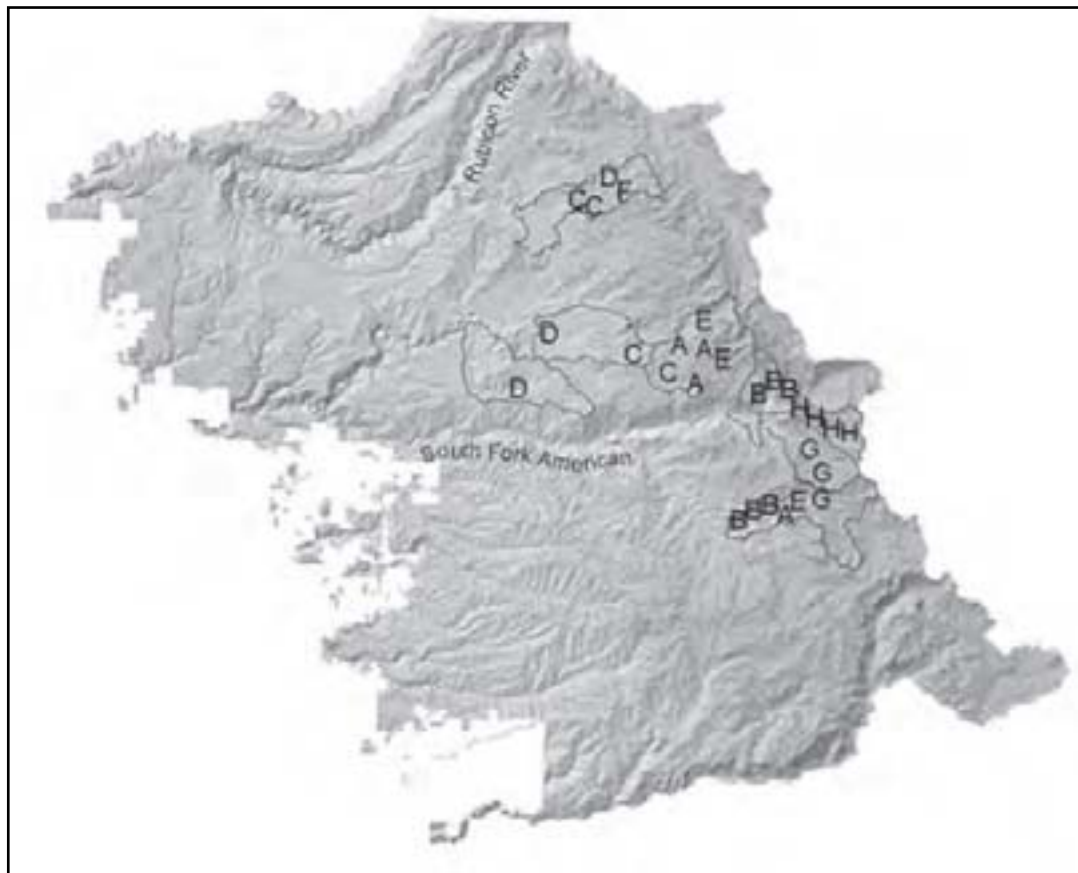 Rubicon River
D
C C F
E
D
C A A E
C A
D
B B B
H H H H
South Fork American
G
G
B B B A E G